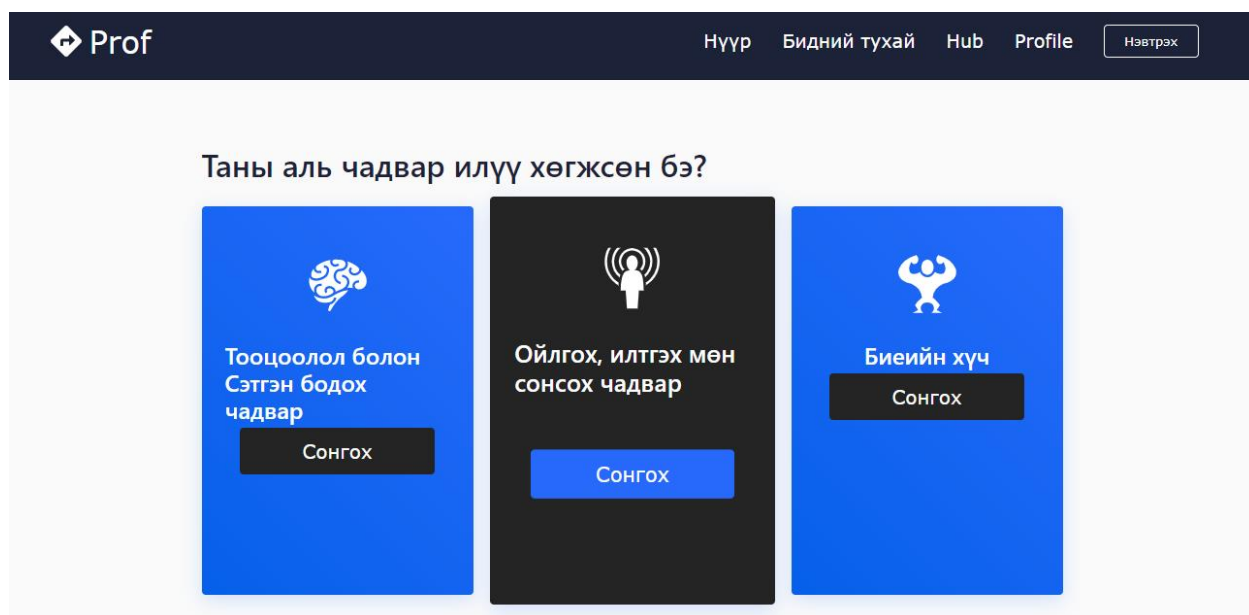 Prof
Нүүр Бидний тухай Hub Profile Нэвтрэх
Таны аль чадвар илүү хөгжсөн бэ?
Тооцоолол болон
Сэтгэн бодох
чадвар
Сонгох
Ойлгох, илтгэх мөн
сонсох чадвар
Сонгох
Биеийн хүч
Сонгох